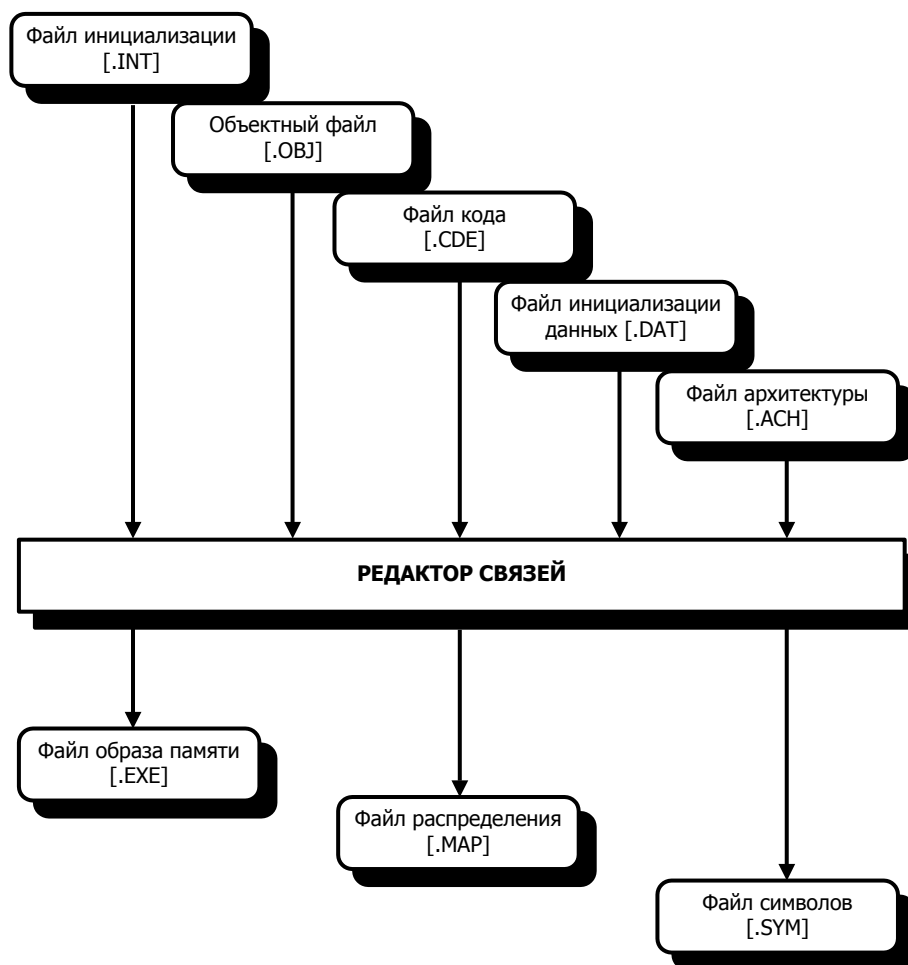 Файл инициализации
[.INT]
Объектный файл
[.OBJ]
Файл кода
[.CDE]
Файл инициализации
данных [.DAT]
Файл архитектуры
[.ACH]
РЕДАКТОР СВЯЗЕЙ
Файл образа памяти
[.EXE]
Файл распределения
[.MAP]
Файл символов
[.SYM]